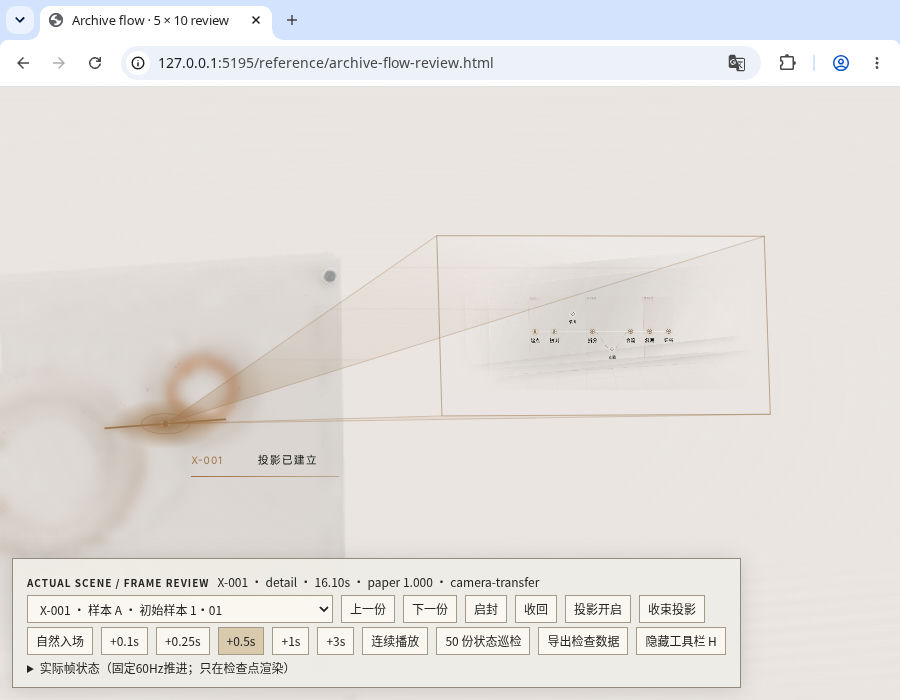 Archive flow · 5 × 10 review
127.0.0.1:5195/reference/archive-flow-review.html
X-001 投影已建立
ACTUAL SCENE / FRAME REVIEW X-001 · detail · 16.10s · paper 1.000 · camera-transfer
X-001 · 样本 A · 初始样本 1 · 01
上一份
下一份
启封
收回
投影开启
收束投影
自然入场
+0.1s
+0.25s
+0.5s
+1s
+3s
连续播放
50 份状态巡检
导出检查数据
隐藏工具栏 H
实际帧状态（固定60Hz推进；只在检查点渲染）